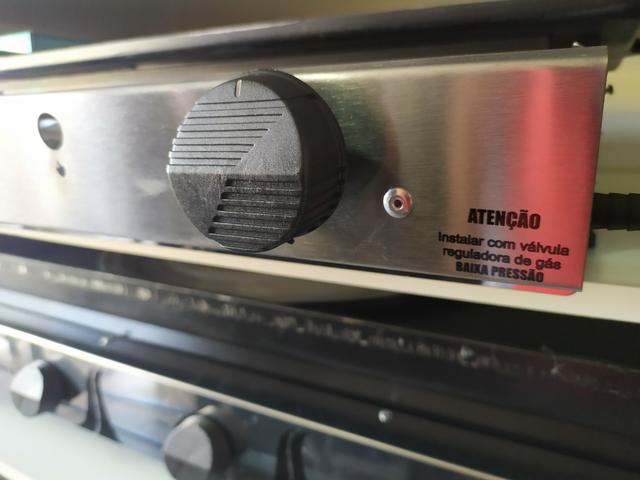 ATENÇÃO
Instalar com válvula
reguladora de gás
BAIXA PRESSÃO